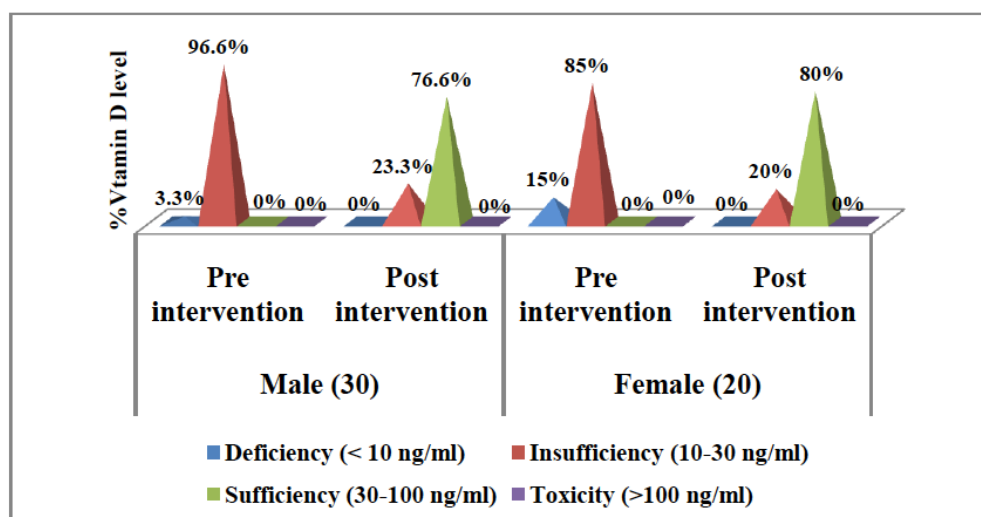 %Vtamin D level
96.6%
76.6%
85%
80%
3.3%
0%
0%
0%
23.3%
0%
15%
0%
0%
0%
20%
0%
Pre intervention
Post intervention
Pre intervention
Post intervention
Male (30)
Female (20)
Deficiency (< 10 ng/ml)
Insufficiency (10-30 ng/ml)
Sufficiency (30-100 ng/ml)
Toxicity (>100 ng/ml)